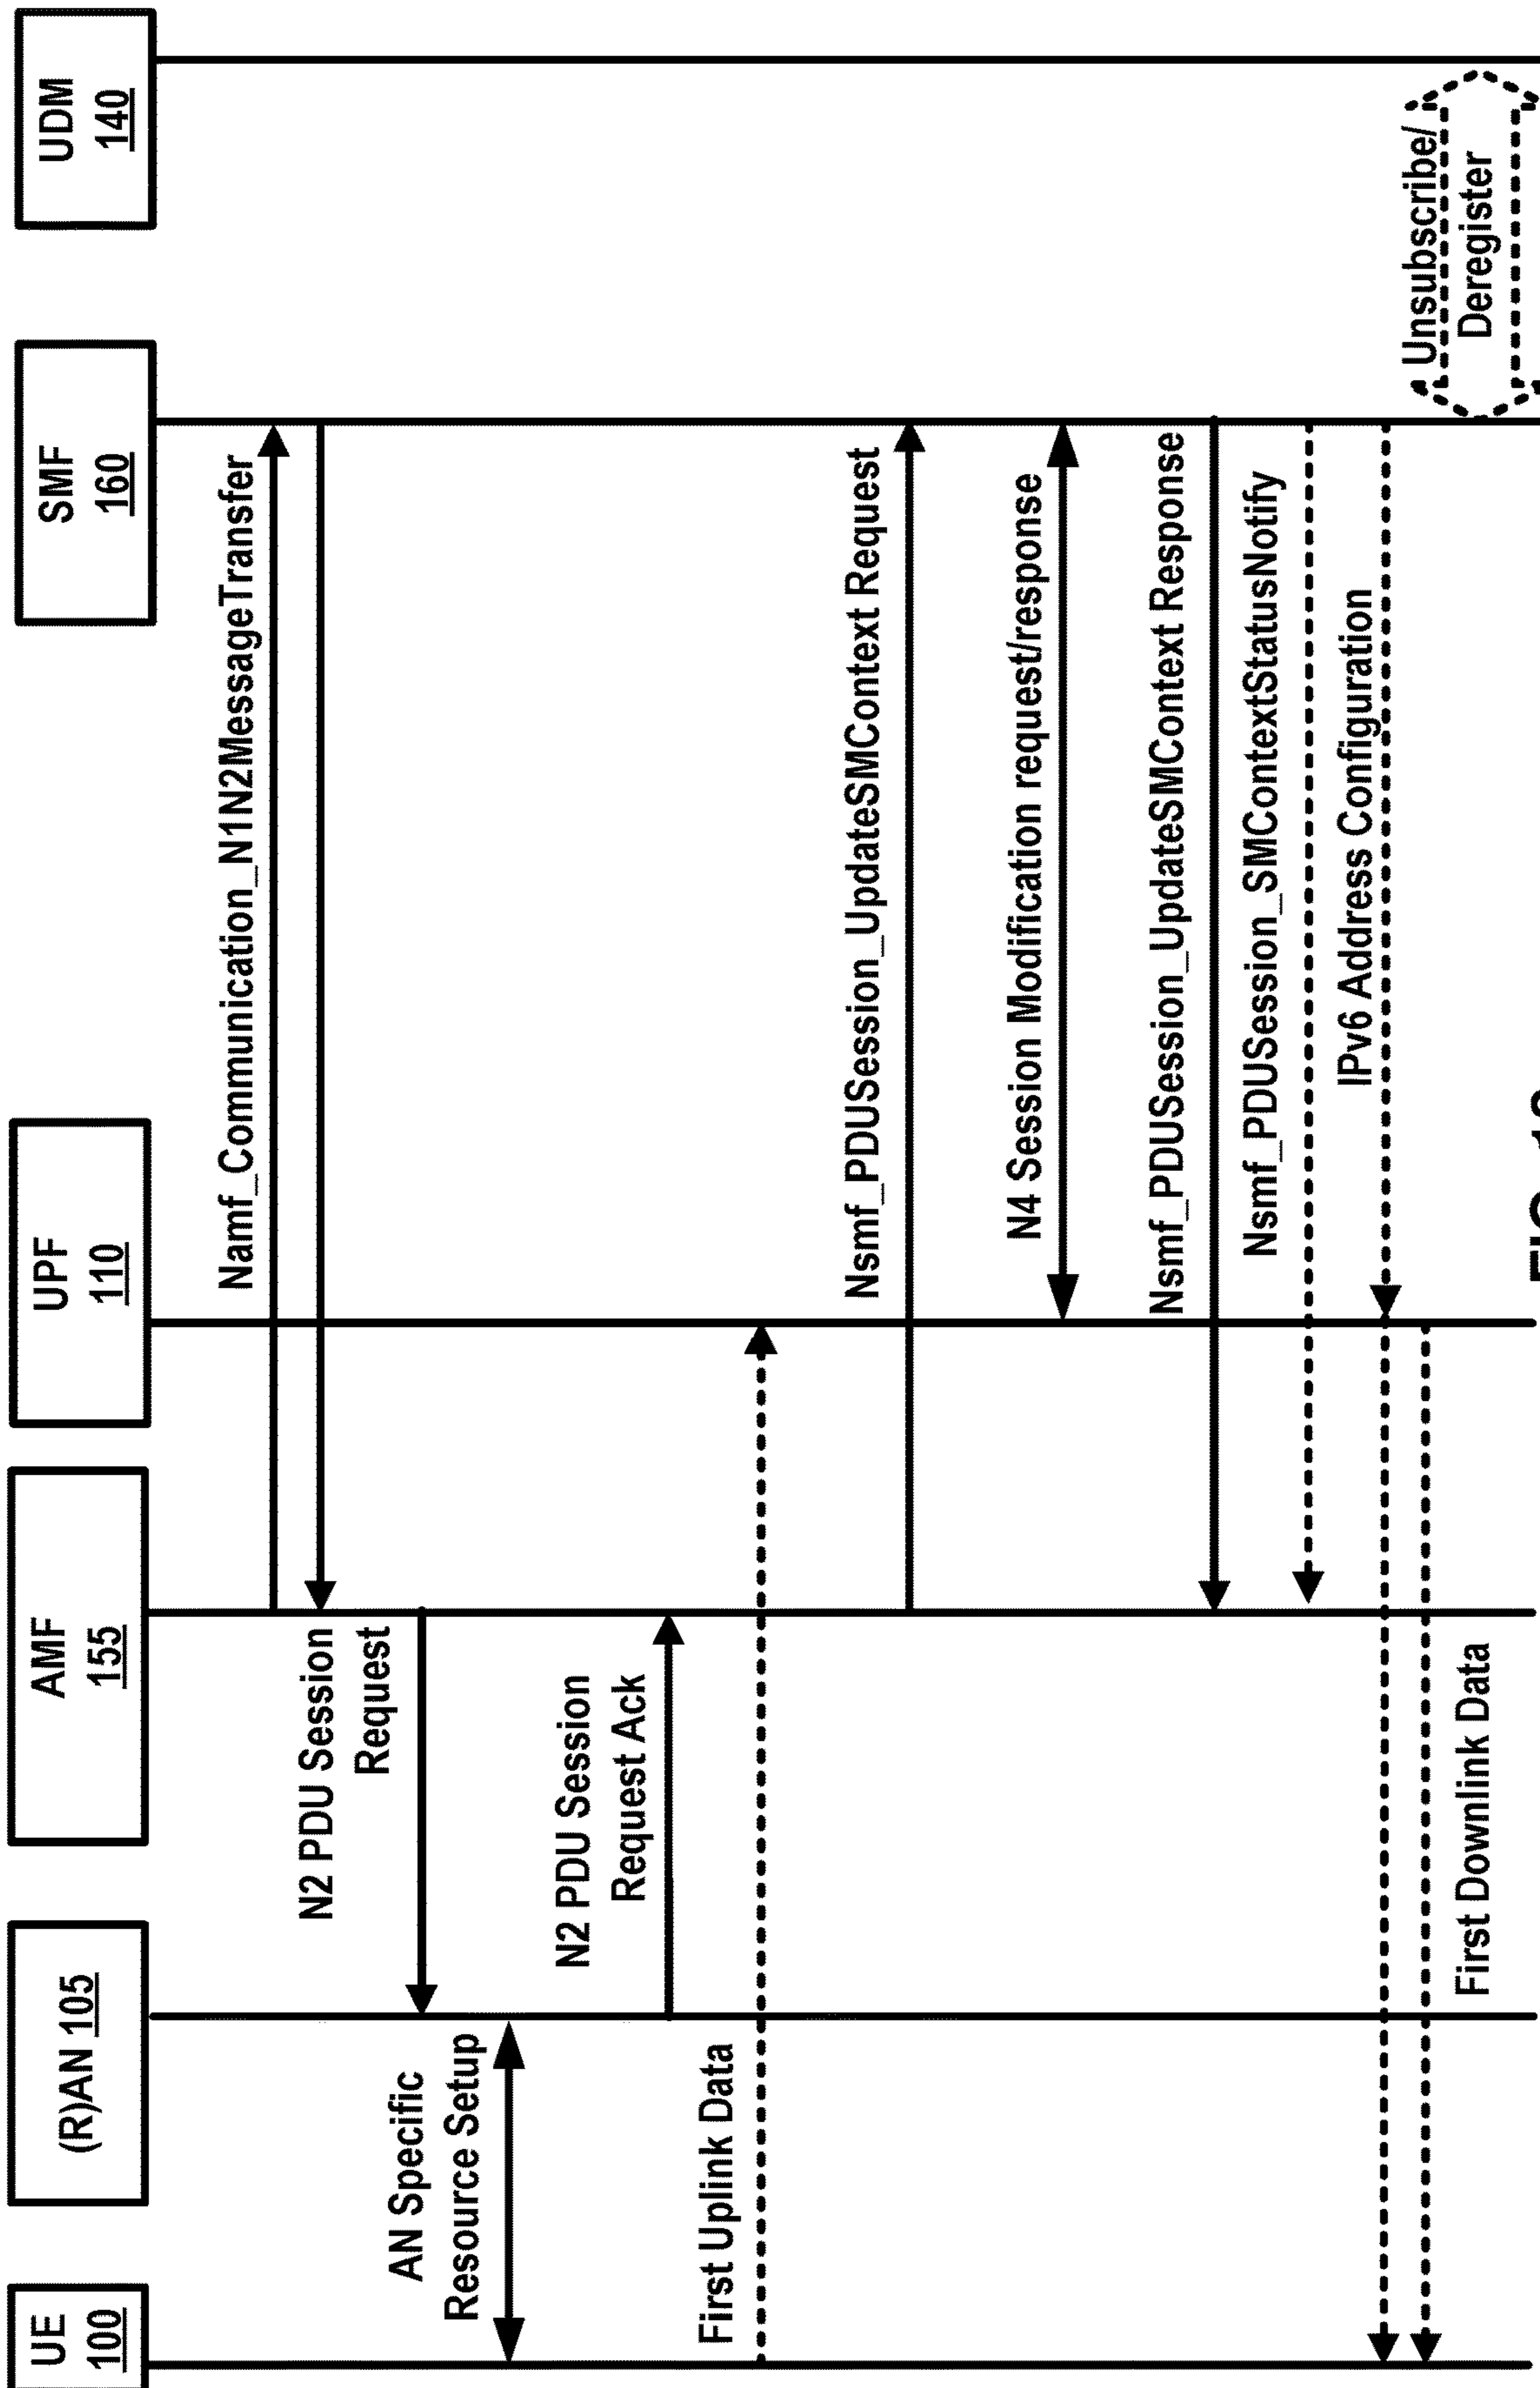 UE
100
(R)AN 105
AMF
155
UPF
110
SMF
160
UDM
140
Namf_Communication_N1N2MessageTransfer
N2 PDU Session
Request
AN Specific
Resource Setup
N2 PDU Session
Request Ack
First Uplink Data
Nsmf_PDUSession_UpdateSMContext Request
N4 Session Modification request/response
Nsmf_PDUSession_UpdateSMContext Response
Nsmf_PDUSession_SMContextStatusNotify
IPv6 Address Configuration
First Downlink Data
Unsubscribe/
Deregister